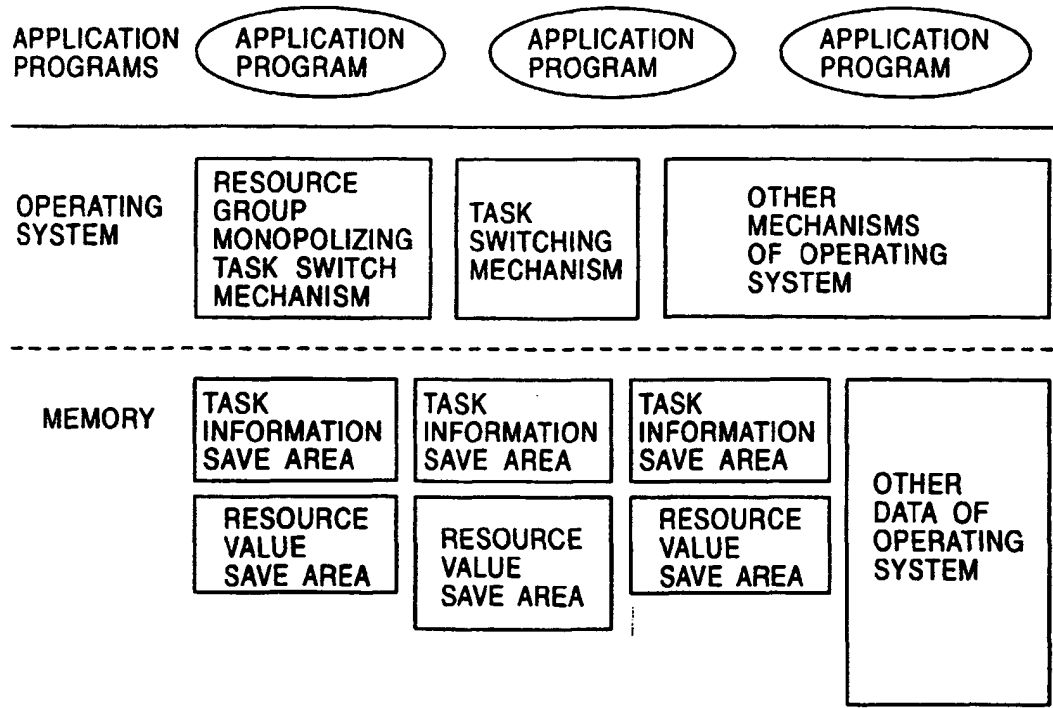 APPLICATION
PROGRAMS
APPLICATION
PROGRAM
APPLICATION
PROGRAM
APPLICATION
PROGRAM
OPERATING
SYSTEM
RESOURCE
GROUP
MONOPOLIZING
TASK SWITCH
MECHANISM
TASK
SWITCHING
MECHANISM
OTHER
MECHANISMS
OF OPERATING
SYSTEM
MEMORY
TASK
INFORMATION
SAVE AREA
TASK
INFORMATION
SAVE AREA
TASK
INFORMATION
SAVE AREA
RESOURCE
VALUE
SAVE AREA
RESOURCE
VALUE
SAVE AREA
RESOURCE
VALUE
SAVE AREA
OTHER
DATA OF
OPERATING
SYSTEM